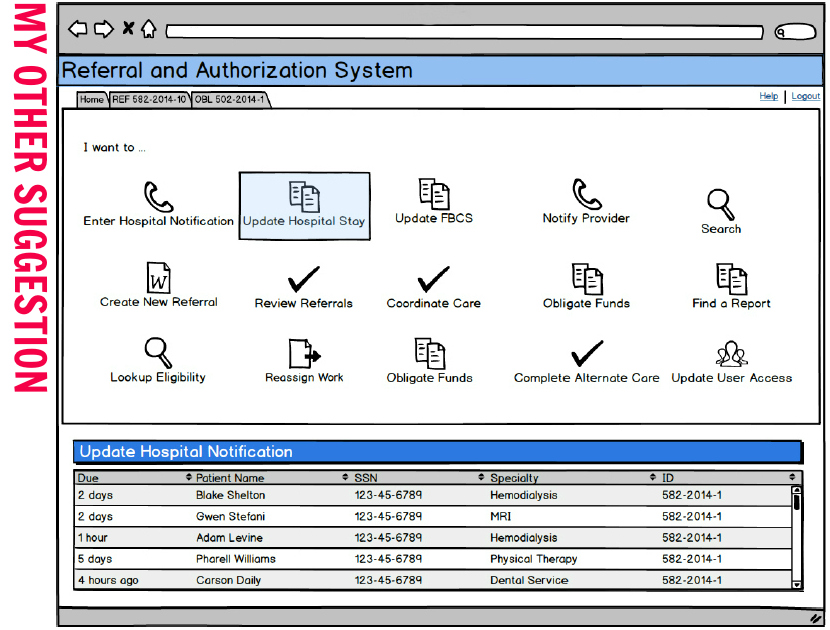 MY OTHER SUGGESTION
Referral and Authorization System
Home REF 582-2014-10 OBL 502-2014-1
Help Logout
I want to ...
Enter Hospital Notification Update Hospital Stay Update FBCS Notify Provider Search
Create New Referral Review Referrals Coordinate Care Obligate Funds Find a Report
Lookup Eligibility Reassign Work Obligate Funds Complete Alternate Care Update User Access
Update Hospital Notification
Due Patient Name SSN Specialty ID
2 days Blake Shelton 123-45-6789 Hemodialysis 582-2014-1
2 days Gwen Stefani 123-45-6789 MRI 582-2014-1
1 hour Adam Levine 123-45-6789 Hemodialysis 582-2014-1
5 days Pharell Williams 123-45-6789 Physical Therapy 582-2014-1
4 hours ago Carson Daily 123-45-6789 Dental Service 582-2014-1